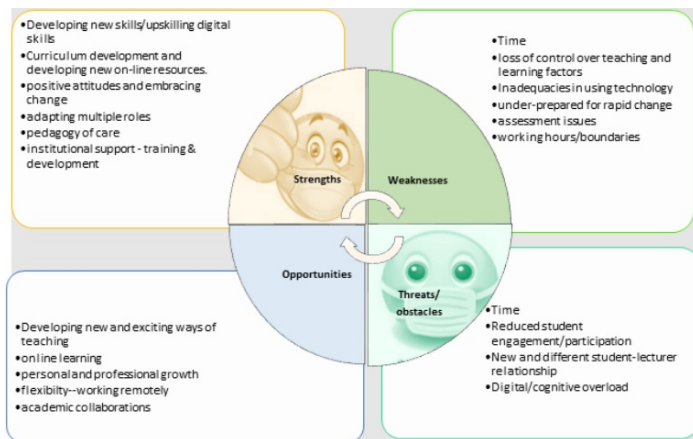 •Developing new skills/upskilling digital
skills
•Curriculum development and
developing new on-line resources.
•positive attitudes and embracing
change
•adapting multiple roles
•pedagogy of care
•institutional support - training &
development
•Time
•loss of control over teaching and
learning factors
•Inadequacies in using technology
•under-prepared for rapid change
•assessment issues
•working hours/boundaries
Strengths
Weaknesses
Opportunities
Threats/
obstacles
•Developing new and exciting ways of
teaching
•online learning
•personal and professional growth
•flexibilty--working remotely
•academic collaborations
•Time
•Reduced student
engagement/participation
•New and different student-lecturer
relationship
•Digital/cognitive overload